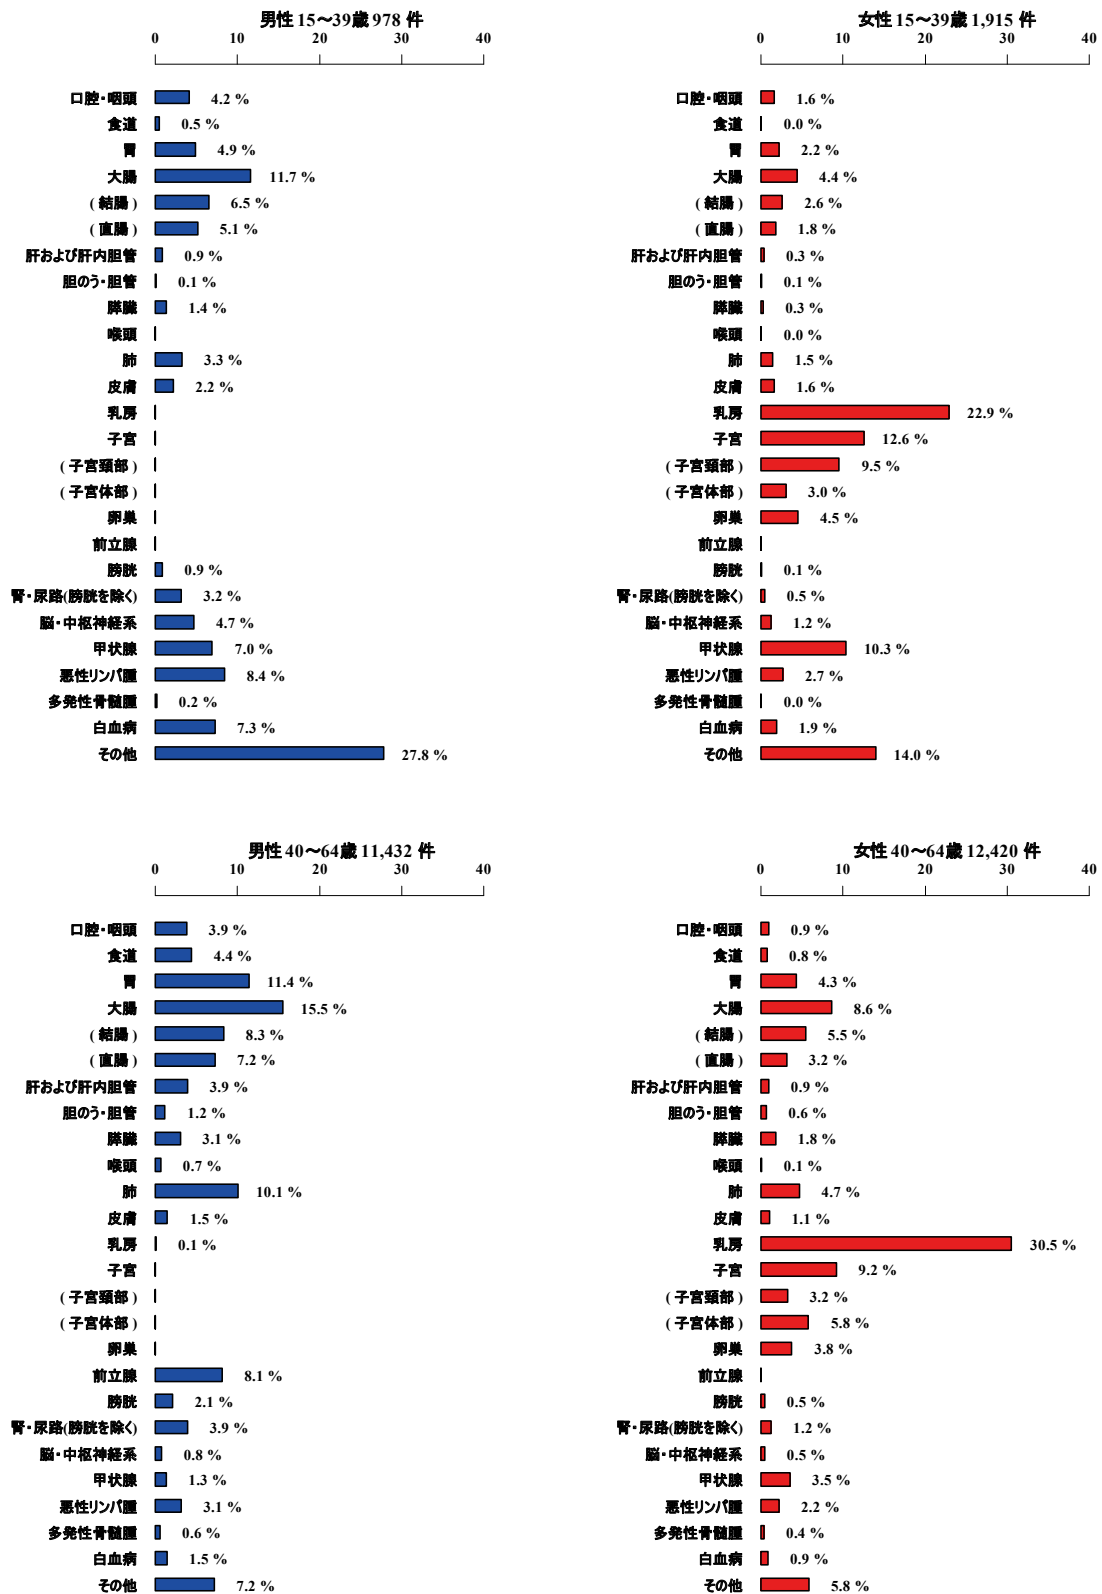 男性 15～39歳 978 件
0 10 20 30 40
口腔・咽頭 4.2 %
食道 0.5 %
胃 4.9 %
大腸 11.7 %
( 結腸 ) 6.5 %
( 直腸 ) 5.1 %
肝および肝内胆管 0.9 %
胆のう・胆管 0.1 %
膵臓 1.4 %
喉頭
肺 3.3 %
皮膚 2.2 %
乳房
子宮
( 子宮頸部 )
( 子宮体部 )
卵巣
前立腺
膀胱 0.9 %
腎・尿路(膀胱を除く) 3.2 %
脳・中枢神経系 4.7 %
甲状腺 7.0 %
悪性リンパ腫 8.4 %
多発性骨髄腫 0.2 %
白血病 7.3 %
その他 27.8 %
女性 15～39歳 1,915 件
0 10 20 30 40
口腔・咽頭 1.6 %
食道 0.0 %
胃 2.2 %
大腸 4.4 %
( 結腸 ) 2.6 %
( 直腸 ) 1.8 %
肝および肝内胆管 0.3 %
胆のう・胆管 0.1 %
膵臓 0.3 %
喉頭 0.0 %
肺 1.5 %
皮膚 1.6 %
乳房 22.9 %
子宮 12.6 %
( 子宮頸部 ) 9.5 %
( 子宮体部 ) 3.0 %
卵巣 4.5 %
前立腺
膀胱 0.1 %
腎・尿路(膀胱を除く) 0.5 %
脳・中枢神経系 1.2 %
甲状腺 10.3 %
悪性リンパ腫 2.7 %
多発性骨髄腫 0.0 %
白血病 1.9 %
その他 14.0 %
男性 40～64歳 11,432 件
0 10 20 30 40
口腔・咽頭 3.9 %
食道 4.4 %
胃 11.4 %
大腸 15.5 %
( 結腸 ) 8.3 %
( 直腸 ) 7.2 %
肝および肝内胆管 3.9 %
胆のう・胆管 1.2 %
膵臓 3.1 %
喉頭 0.7 %
肺 10.1 %
皮膚 1.5 %
乳房 0.1 %
子宮
( 子宮頸部 )
( 子宮体部 )
卵巣
前立腺 8.1 %
膀胱 2.1 %
腎・尿路(膀胱を除く) 3.9 %
脳・中枢神経系 0.8 %
甲状腺 1.3 %
悪性リンパ腫 3.1 %
多発性骨髄腫 0.6 %
白血病 1.5 %
その他 7.2 %
女性 40～64歳 12,420 件
0 10 20 30 40
口腔・咽頭 0.9 %
食道 0.8 %
胃 4.3 %
大腸 8.6 %
( 結腸 ) 5.5 %
( 直腸 ) 3.2 %
肝および肝内胆管 0.9 %
胆のう・胆管 0.6 %
膵臓 1.8 %
喉頭 0.1 %
肺 4.7 %
皮膚 1.1 %
乳房 30.5 %
子宮 9.2 %
( 子宮頸部 ) 3.2 %
( 子宮体部 ) 5.8 %
卵巣 3.8 %
前立腺
膀胱 0.5 %
腎・尿路(膀胱を除く) 1.2 %
脳・中枢神経系 0.5 %
甲状腺 3.5 %
悪性リンパ腫 2.2 %
多発性骨髄腫 0.4 %
白血病 0.9 %
その他 5.8 %